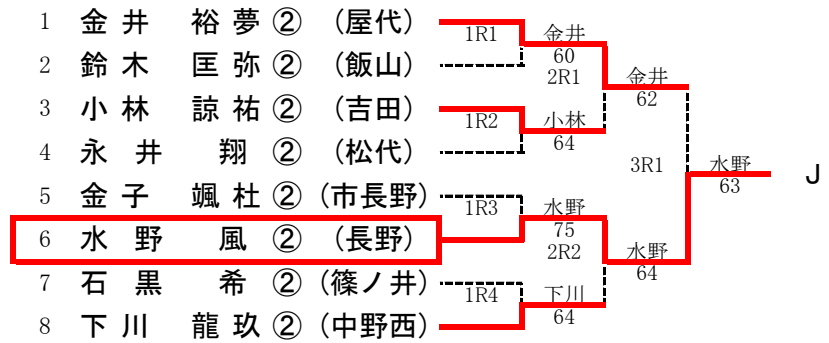 1 金井 裕夢 ② (屋代)
2 鈴木 匡弥 ② (飯山)
3 小林 諒祐 ② (吉田)
4 永井 翔 ② (松代)
5 金子 颯杜 ② (市長野)
6 水野 風 ② (長野)
7 石黒 希 ② (篠ノ井)
8 下川 龍玖 ② (中野西)
1R1
1R2
1R3
1R4
金井
60
2R1
小林
64
水野
75
2R2
下川
64
金井
62
3R1
水野
64
水野
63
J